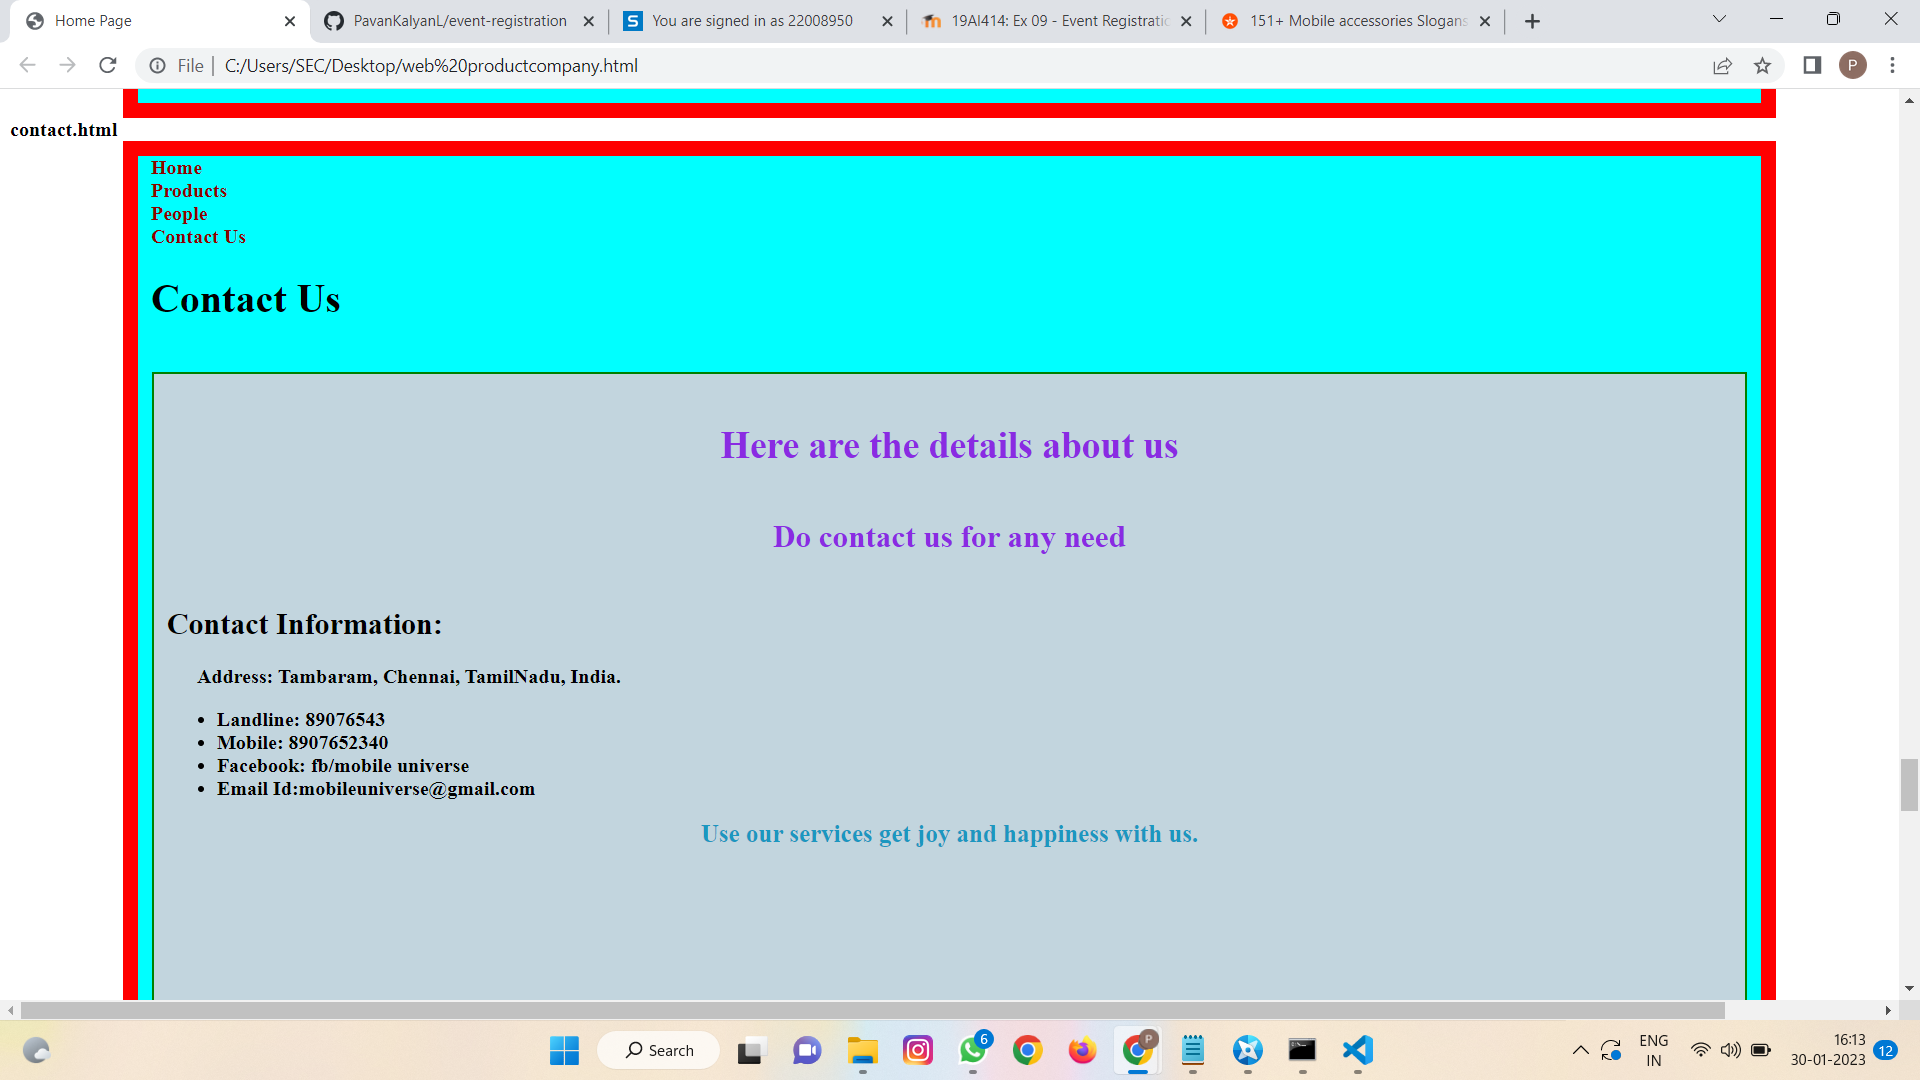 Home Page
PavanKalyanL/event-registration
You are signed in as 22008950
19AI414: Ex 09 - Event Registratio
151+ Mobile accessories Slogans
File
C:/Users/SEC/Desktop/web%20productcompany.html
P
contact.html
Home
Products
People
Contact Us
Contact Us
Here are the details about us
Do contact us for any need
Contact Information:
Address: Tambaram, Chennai, TamilNadu, India.
• Landline: 89076543
• Mobile: 8907652340
• Facebook: fb/mobile universe
• Email Id:mobileuniverse@gmail.com
Use our services get joy and happiness with us.
Search
6
P
ENG
IN
16:13
30-01-2023
12